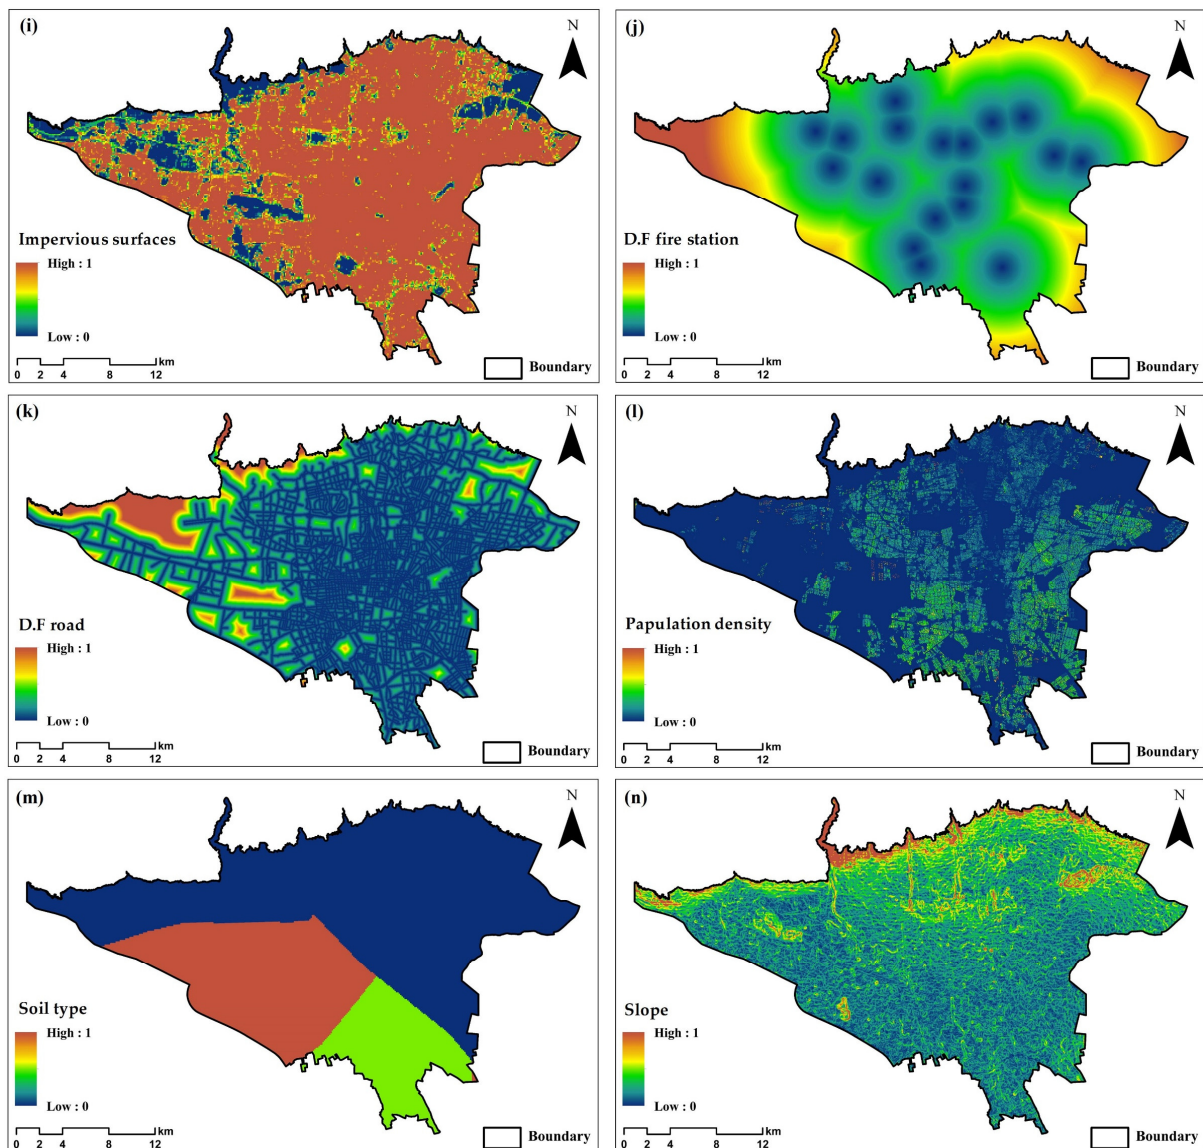 (i)
N
Impervious surfaces
High : 1
Low : 0
km
0 2 4 8 12
Boundary
(j)
N
D.F fire station
High : 1
Low : 0
km
0 2 4 8 12
Boundary
(k)
N
D.F road
High : 1
Low : 0
km
0 2 4 8 12
Boundary
(l)
N
Papulation density
High : 1
Low : 0
km
0 2 4 8 12
Boundary
(m)
N
Soil type
High : 1
Low : 0
km
0 2 4 8 12
Boundary
(n)
N
Slope
High : 1
Low : 0
km
0 2 4 8 12
Boundary